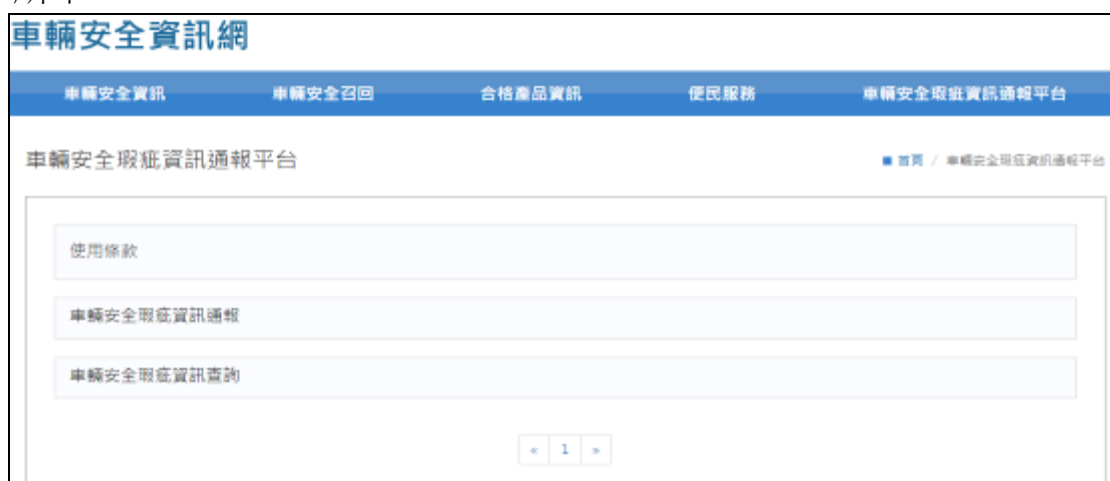 車輛安全資訊網
車輛安全資訊 車輛安全召回 合格產品資訊 便民服務 車輛安全瑕疵資訊通報平台
車輛安全瑕疵資訊通報平台
首頁 / 車輛安全瑕疵資訊通報平台
使用條款
車輛安全瑕疵資訊通報
車輛安全瑕疵資訊查詢
« 1 »